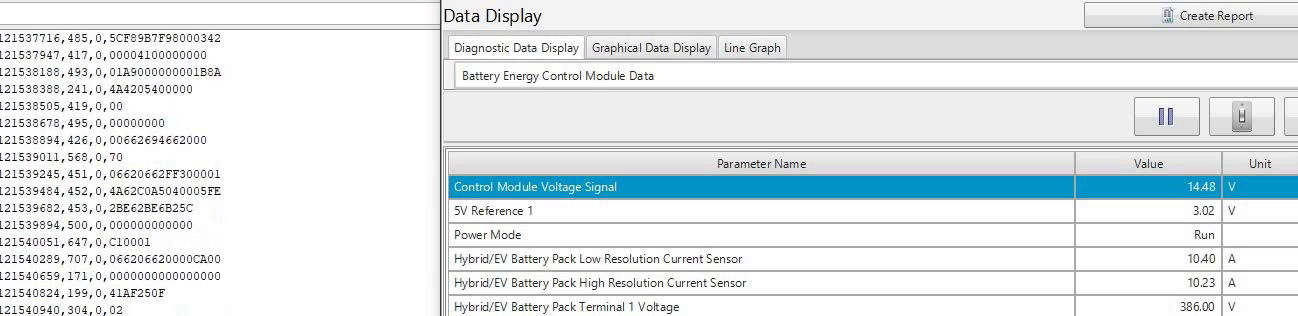 121537716,485,0,5CF89B7F98000342
121537947,417,0,00004100000000
121538188,493,0,01A9000000001B8A
121538388,241,0,4A4205400000
121538505,419,0,00
121538678,495,0,00000000
121538894,426,0,00662694662000
121539011,568,0,70
121539245,451,0,06620662FF300001
121539484,452,0,4A62C0A5040005FE
121539682,453,0,2BE62BE6B25C
121539894,500,0,000000000000
121540051,647,0,C10001
121540289,707,0,066206620000CA00
121540659,171,0,0000000000000000
121540824,199,0,41AF250F
121540940,304,0,02
Data Display
Create Report
Diagnostic Data Display Graphical Data Display Line Graph
Battery Energy Control Module Data
Parameter Name Value Unit
Control Module Voltage Signal 14.48 V
5V Reference 1 3.02 V
Power Mode Run
Hybrid/EV Battery Pack Low Resolution Current Sensor 10.40 A
Hybrid/EV Battery Pack High Resolution Current Sensor 10.23 A
Hybrid/EV Battery Pack Terminal 1 Voltage 386.00 V